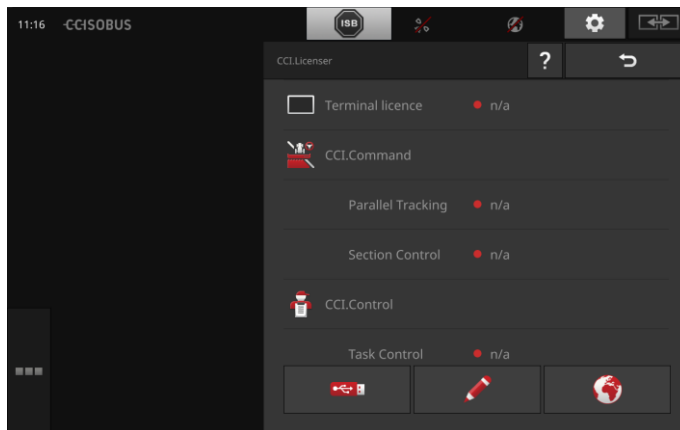 11:16 CCISOBUS
ISB
CCI.Licenser
?
Terminal licence n/a
CCI.Command
Parallel Tracking n/a
Section Control n/a
CCI.Control
Task Control n/a